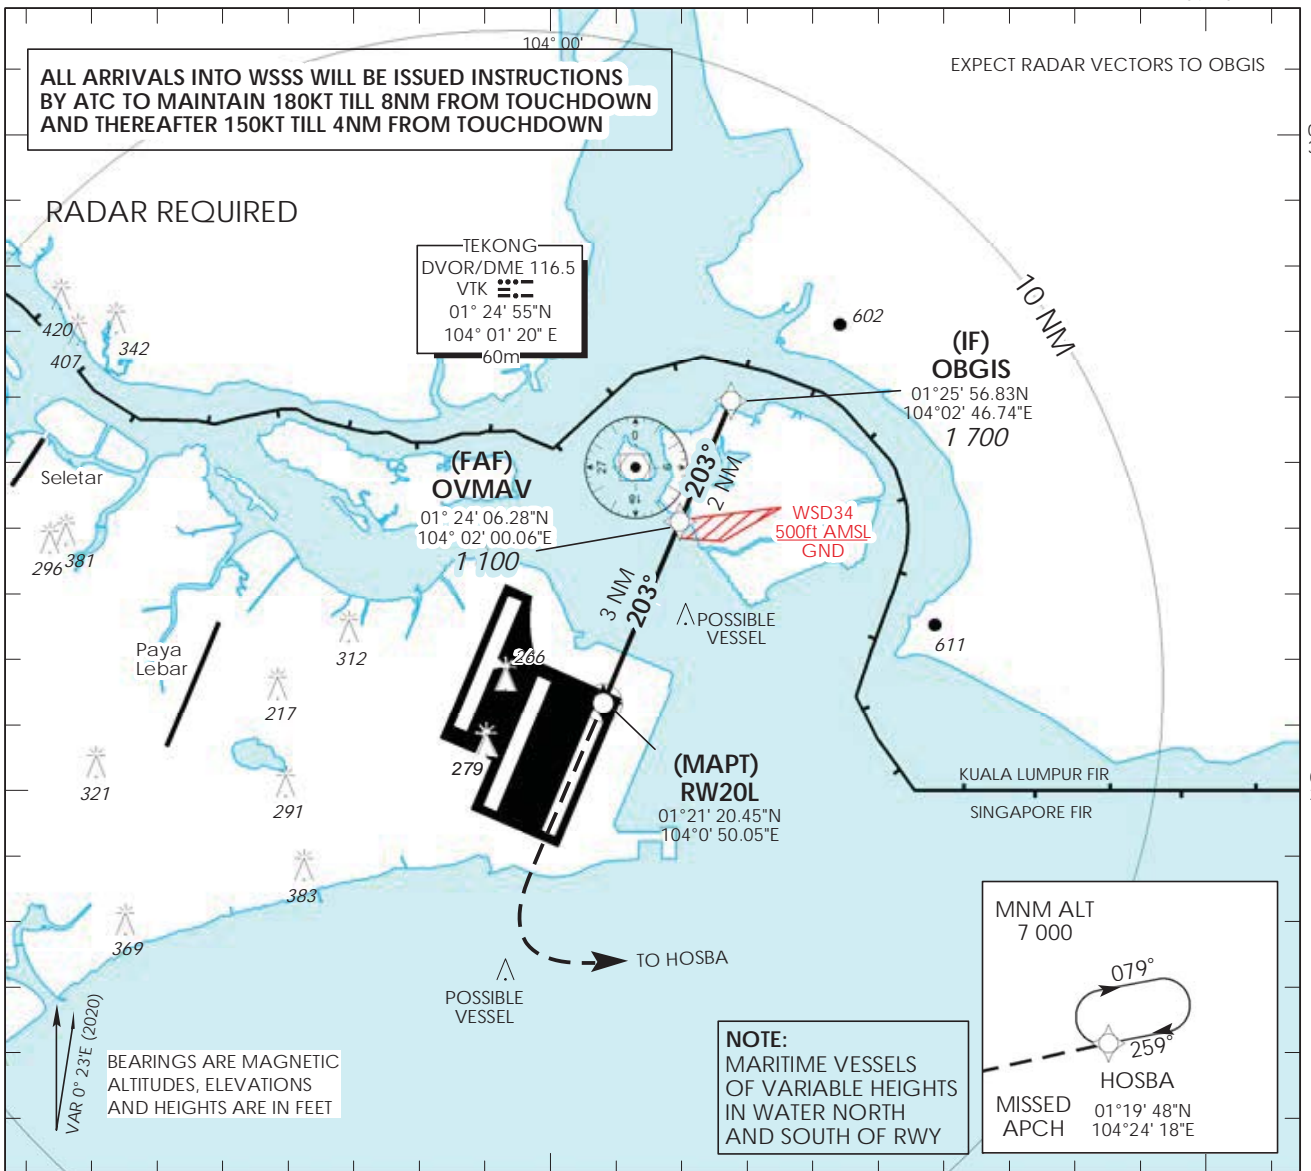 104° 00'
ALL ARRIVALS INTO WSSS WILL BE ISSUED INSTRUCTIONS
BY ATC TO MAINTAIN 180KT TILL 8NM FROM TOUCHDOWN
AND THEREAFTER 150KT TILL 4NM FROM TOUCHDOWN
EXPECT RADAR VECTORS TO OBGIS
RADAR REQUIRED
TEKONG
DVOR/DME 116.5
VTK
01° 24' 55"N
104° 01' 20" E
60m
10 NM
602
420
407
342
(IF)
OBGIS
01°25' 56.83N
104°02' 46.74"E
1 700
Seletar
296
381
(FAF)
OVMAV
01° 24' 06.28"N
104° 02' 00.06"E
1 100
0
9
18
27
203°
2 NM
WSD34
500ft AMSL
GND
3 NM
203°
POSSIBLE
VESSEL
611
Paya
Lebar
312
217
266
279
321
291
(MAPT)
RW20L
01°21' 20.45"N
104°0' 50.05"E
KUALA LUMPUR FIR
SINGAPORE FIR
383
369
TO HOSBA
POSSIBLE
VESSEL
VAR 0° 23'E (2020)
BEARINGS ARE MAGNETIC
ALTITUDES, ELEVATIONS
AND HEIGHTS ARE IN FEET
NOTE:
MARITIME VESSELS
OF VARIABLE HEIGHTS
IN WATER NORTH
AND SOUTH OF RWY
MNM ALT
7 000
079°
259°
HOSBA
MISSED
APCH
01°19' 48"N
104°24' 18"E